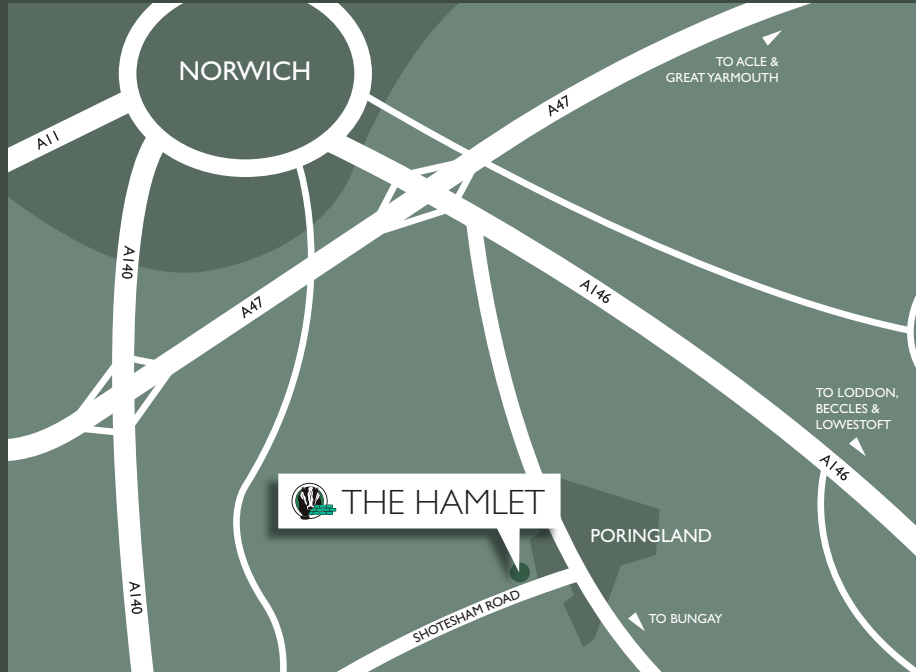 NORWICH
TO ACLE &
GREAT YARMOUTH
A47
A11
A140
A47
A146
TO LODDON,
BECCLES &
LOWESTOFT
A146
THE HAMLET
PORINGLAND
A140
SHOTESHAM ROAD
TO BUNGAY